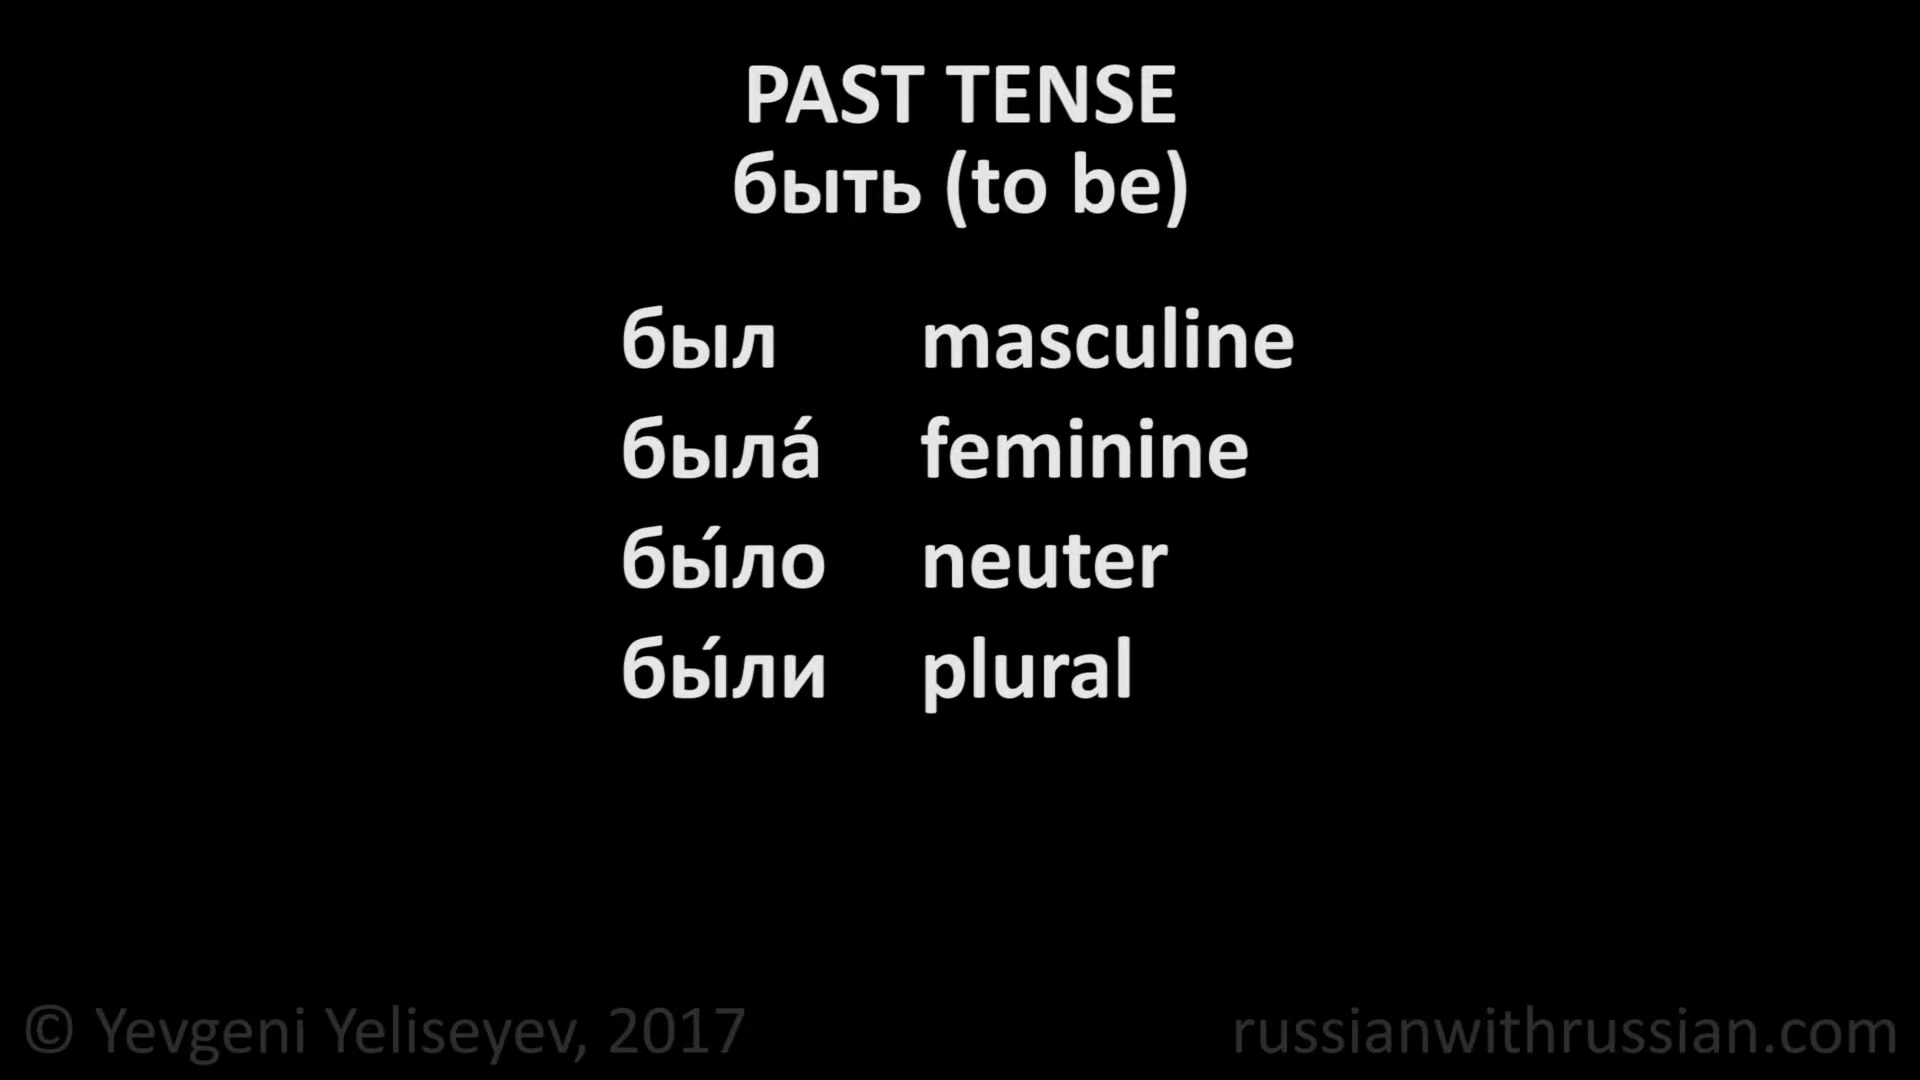 PAST TENSE
быть (to be)
был masculine
была́ feminine
бы́ло neuter
бы́ли plural
© Yevgeni Yeliseyev, 2017 russianwithrussian.com